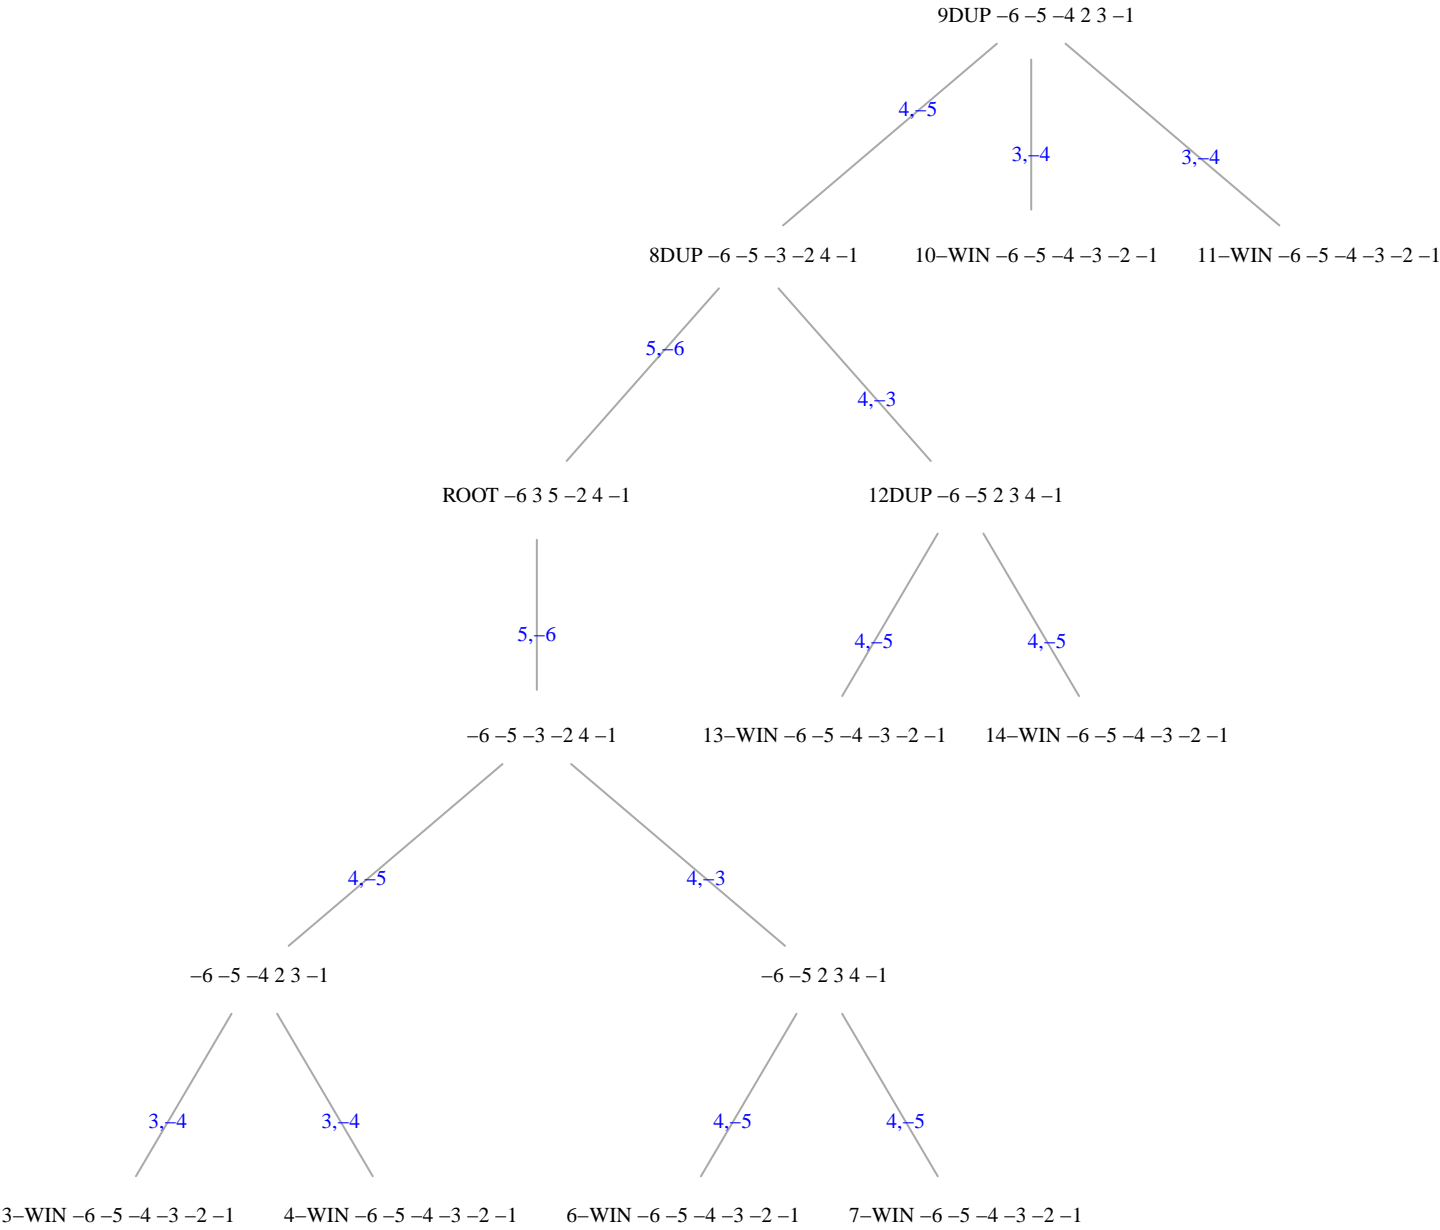 9DUP –6 –5 –4 2 3 –1
4,–5
3,–4
3,–4
8DUP –6 –5 –3 –2 4 –1
10–WIN –6 –5 –4 –3 –2 –1
11–WIN –6 –5 –4 –3 –2 –1
5,–6
4,–3
ROOT –6 3 5 –2 4 –1
12DUP –6 –5 2 3 4 –1
5,–6
4,–5
4,–5
–6 –5 –3 –2 4 –1
13–WIN –6 –5 –4 –3 –2 –1
14–WIN –6 –5 –4 –3 –2 –1
4,–5
4,–3
–6 –5 –4 2 3 –1
–6 –5 2 3 4 –1
3,–4
3,–4
4,–5
4,–5
3–WIN –6 –5 –4 –3 –2 –1
4–WIN –6 –5 –4 –3 –2 –1
6–WIN –6 –5 –4 –3 –2 –1
7–WIN –6 –5 –4 –3 –2 –1